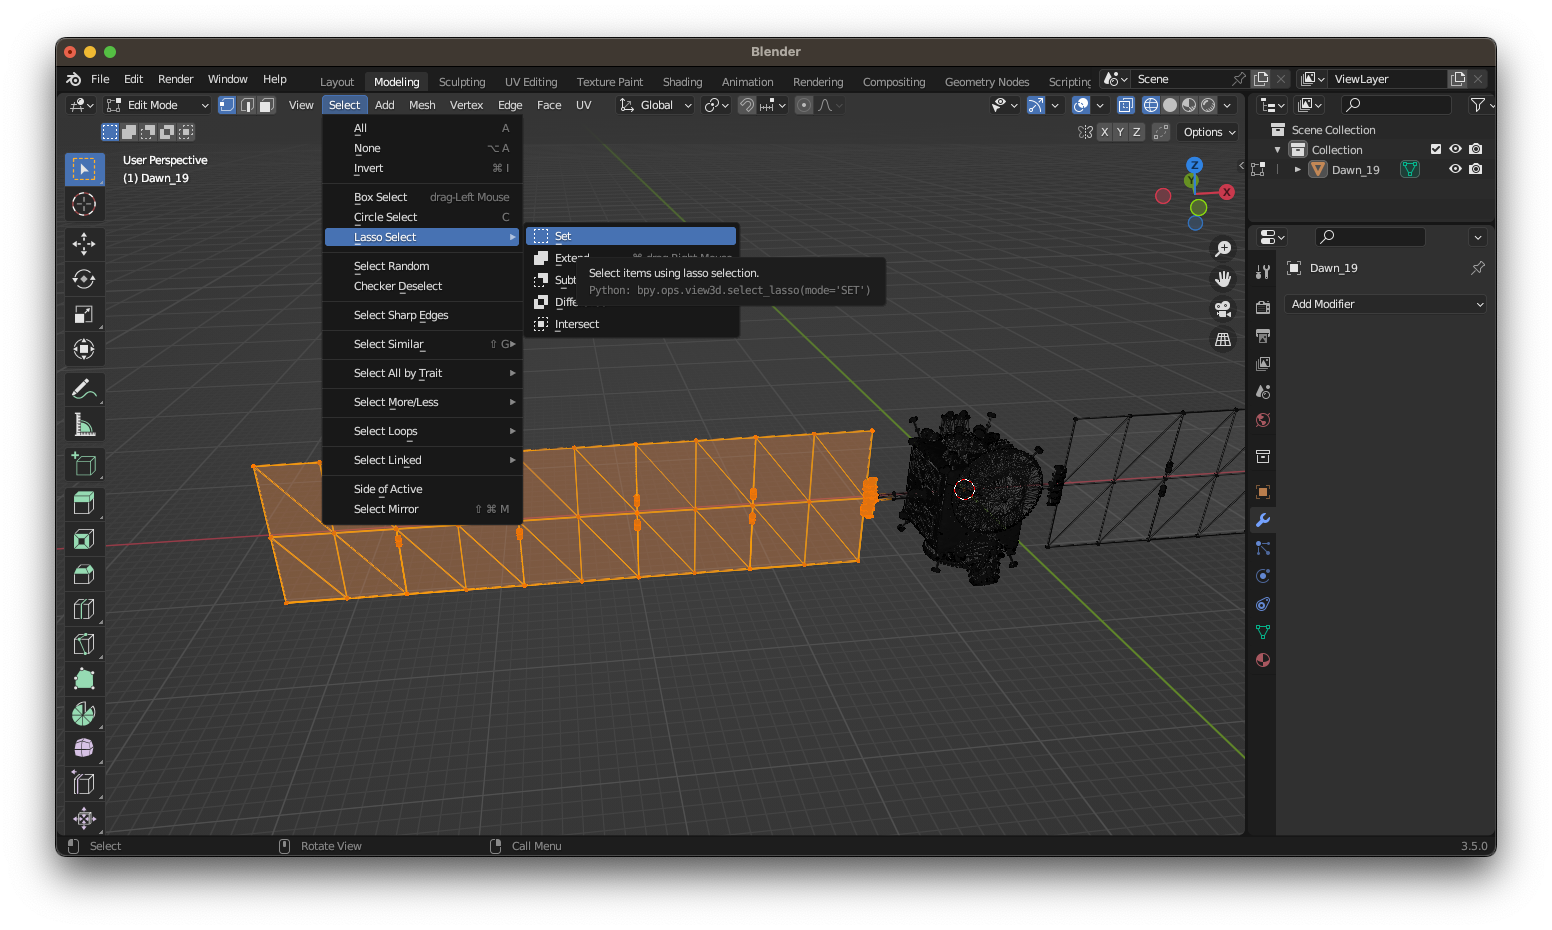 Blender
File Edit Render Window Help Layout Modeling Sculpting UV Editing Texture Paint Shading Animation Rendering Compositing Geometry Nodes Scripting Scene ViewLayer
Edit Mode View Select Add Mesh Vertex Edge Face UV Global
X Y Z Options
User Perspective
(1) Dawn_19
All A
None ⌥ A
Invert ⌘ I
Box Select drag-Left Mouse
Circle Select C
Lasso Select
Select Random
Checker Deselect
Select Sharp Edges
Select Similar ⇧ G
Select All by Trait
Select More/Less
Select Loops
Select Linked
Side of Active
Select Mirror ⇧ ⌘ M
Set
Extend
Subt
Diffe
Intersect
Select items using lasso selection.
Python: bpy.ops.view3d.select_lasso(mode='SET')
Z
Y
X
Scene Collection
Collection
Dawn_19
Dawn_19
Add Modifier
Select Rotate View Call Menu 3.5.0